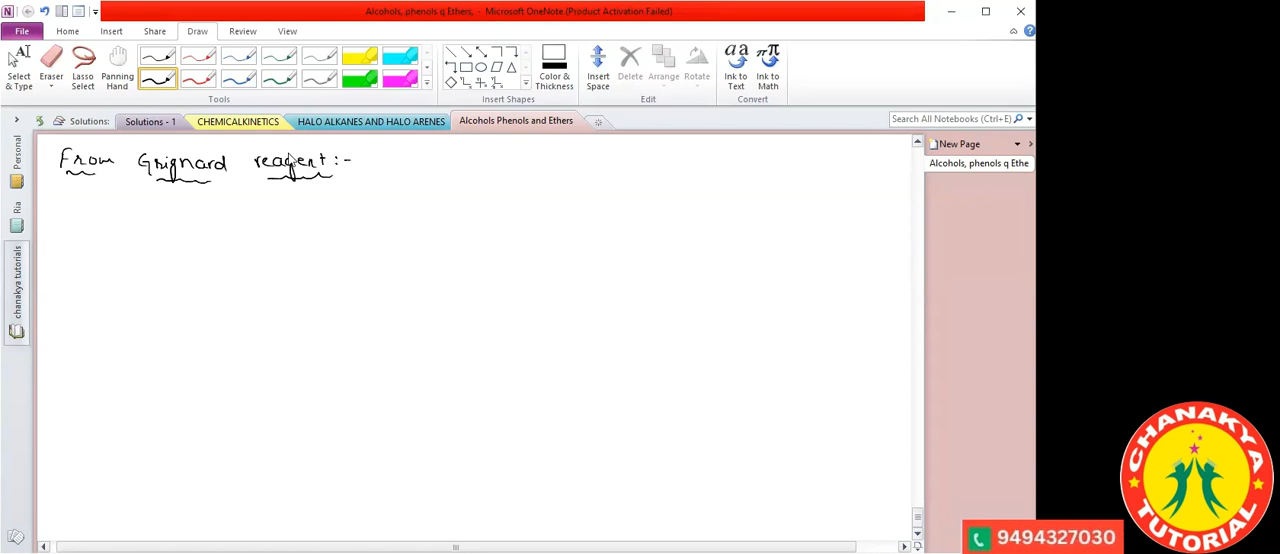 Alcohols, phenols q Ethers, - Microsoft OneNote (Product Activation Failed)
File Home Insert Share Draw Review View
Select & Type Eraser Lasso Select Panning Hand Color & Thickness Insert Space Delete Arrange Rotate Ink to Text Ink to Math
Tools Insert Shapes Edit Convert
Solutions: Solutions - 1 CHEMICALKINETICS HALO ALKANES AND HALO ARENES Alcohols Phenols and Ethers Search All Notebooks (Ctrl+E)
New Page
Alcohols, phenols q Ethe
Personal
Ria
chanakya tutorials
From Grignard reagent :-
CHANAKYA
TUTORIAL
9494327030